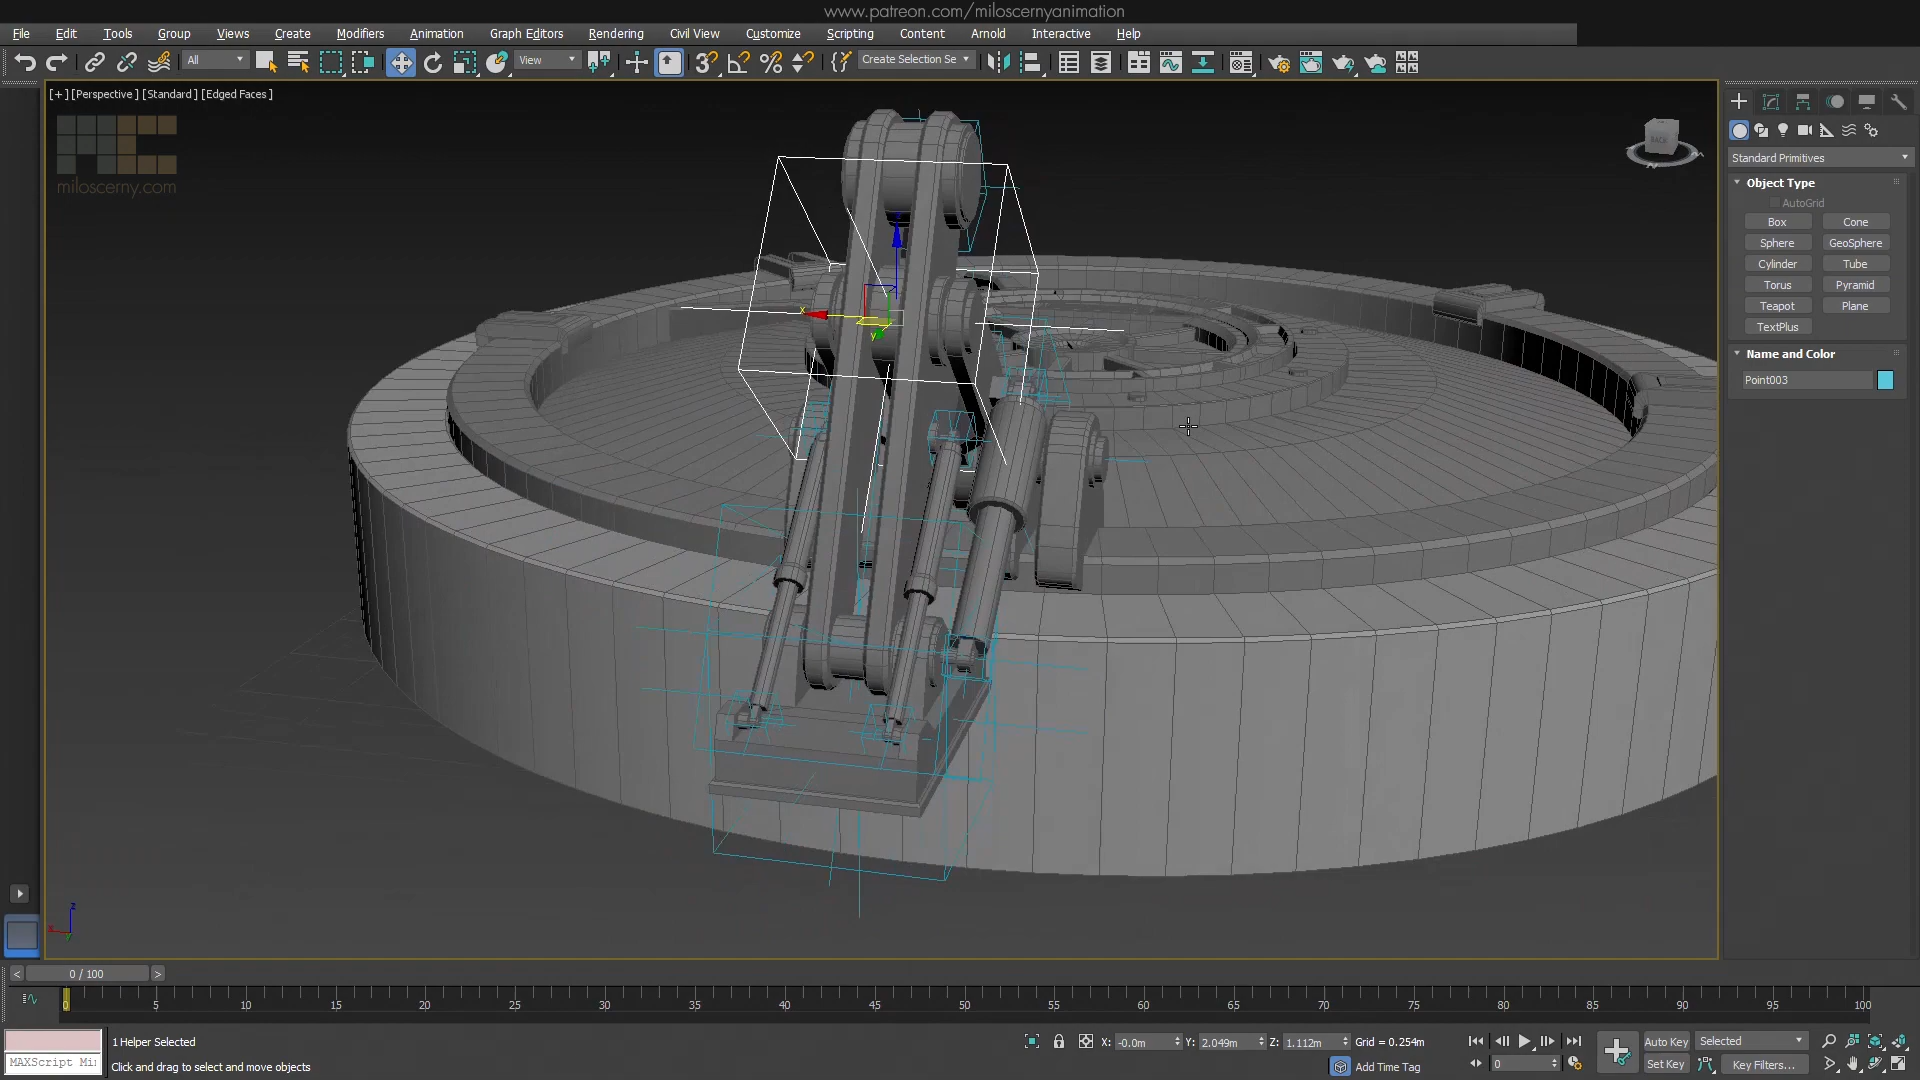 www.patreon.com/miloscernyanimation
File Edit Tools Group Views Create Modifiers Animation Graph Editors Rendering Civil View Customize Scripting Content Arnold Interactive Help
All View Create Selection Se
[+] [Perspective] [Standard] [Edged Faces]
miloscerny.com
Standard Primitives
Object Type
AutoGrid
Box Cone
Sphere GeoSphere
Cylinder Tube
Torus Pyramid
Teapot Plane
TextPlus
Name and Color
Point003
BACK
x
y
z
x
y
z
< 0 / 100 >
0 5 10 15 20 25 30 35 40 45 50 55 60 65 70 75 80 85 90 95 100
1 Helper Selected X: -0.0m Y: 2.049m Z: 1.112m Grid = 0.254m Auto Key Selected
MAXScript Mi Click and drag to select and move objects Add Time Tag 0 Set Key Key Filters...